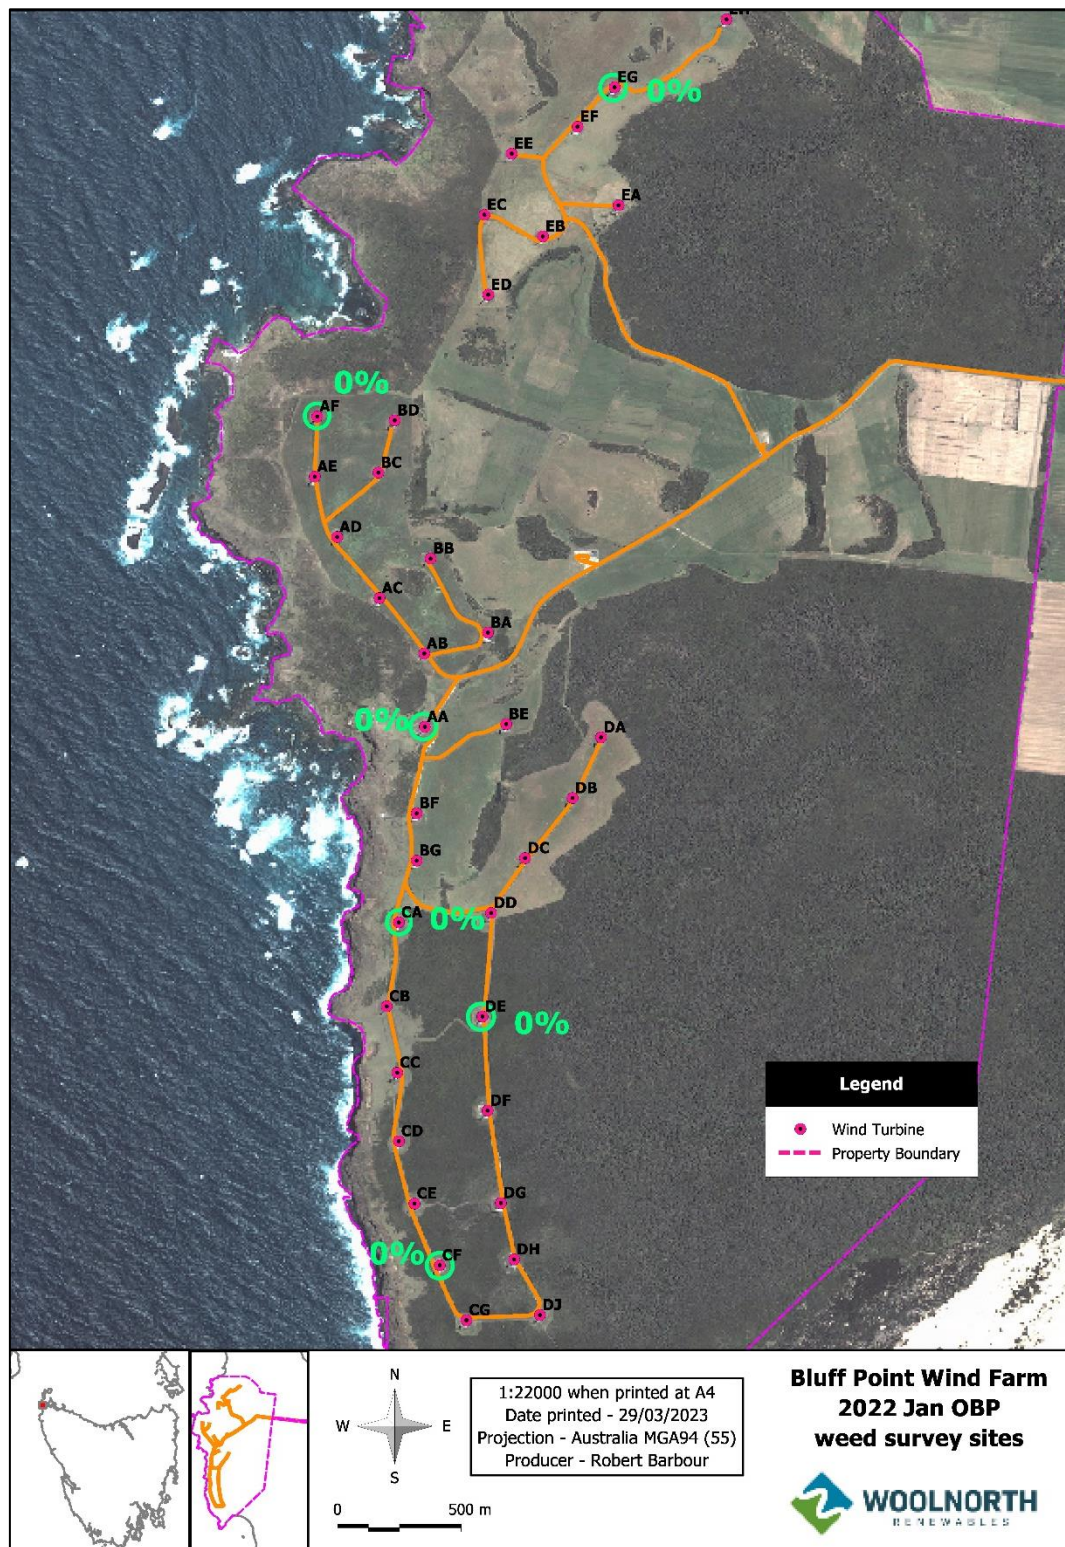 EG
0%
EF
EE
EA
EC
EB
ED
0%
AF
BD
AE
BC
AD
BB
AC
BA
AB
0%
AA
BE
DA
BF
DB
BG
DC
CA
0%
DD
CB
DE
0%
CC
DF
CD
CE
DG
0%
CF
DH
CG
DJ
Legend
Wind Turbine
Property Boundary
N
W
E
S
0
500 m
1:22000 when printed at A4
Date printed - 29/03/2023
Projection - Australia MGA94 (55)
Producer - Robert Barbour
Bluff Point Wind Farm
2022 Jan OBP
weed survey sites
WOOLNORTH
RENEWABLES